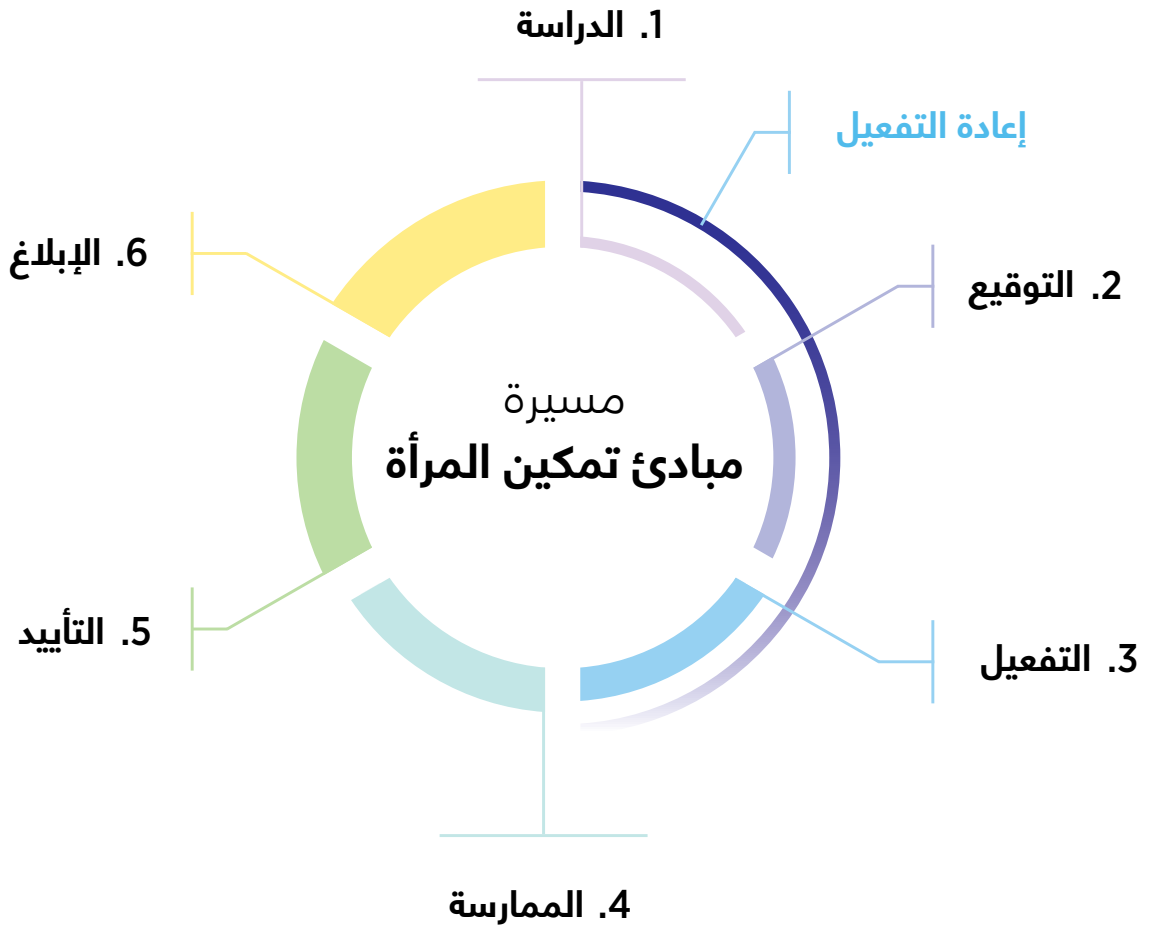 1. الدراسة
إعادة التفعيل
2. التوقيع
3. التفعيل
4. الممارسة
5. التأييد
6. الإبلاغ
مسيرة
مبادئ تمكين المرأة